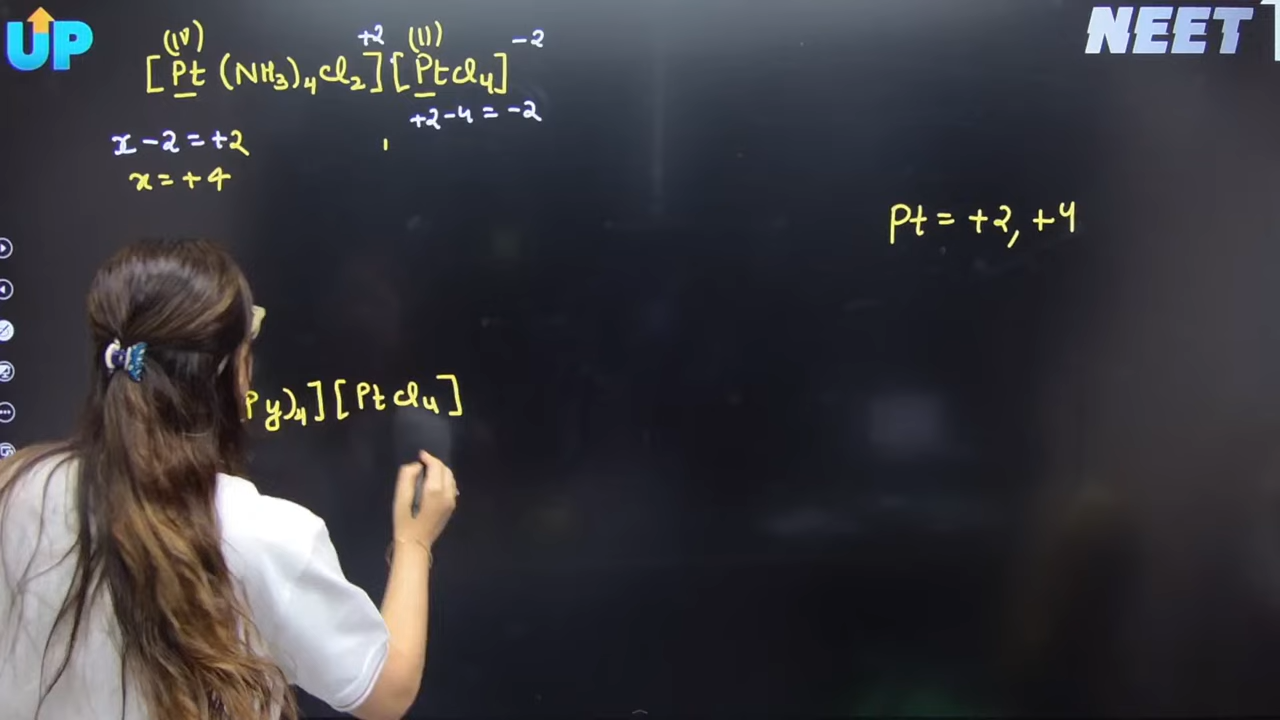 UP
NEET
(IV) +2 (II) -2
[Pt (NH₃)₄Cl₂][PtCl₄]
+2-4 = -2
x-2 = +2
x = +4
Pt = +2, +4
Py)₄][PtCl₄]